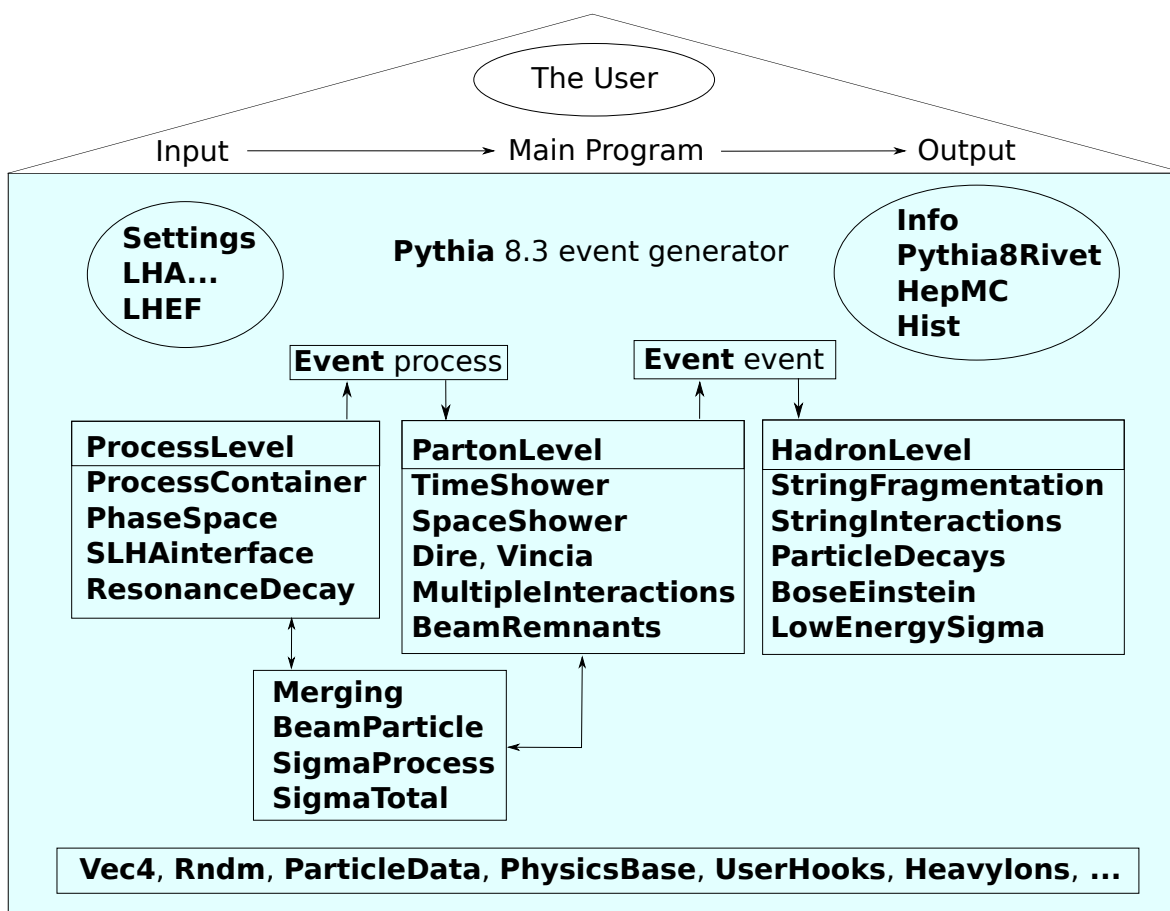 The User
Input
Main Program
Output
Settings
LHA...
LHEF
Pythia 8.3 event generator
Info
Pythia8Rivet
HepMC
Hist
Event process
Event event
ProcessLevel
ProcessContainer
PhaseSpace
SLHAinterface
ResonanceDecay
PartonLevel
TimeShower
SpaceShower
Dire, Vincia
MultipleInteractions
BeamRemnants
HadronLevel
StringFragmentation
StringInteractions
ParticleDecays
BoseEinstein
LowEnergySigma
Merging
BeamParticle
SigmaProcess
SigmaTotal
Vec4, Rndm, ParticleData, PhysicsBase, UserHooks, HeavyIons, ...